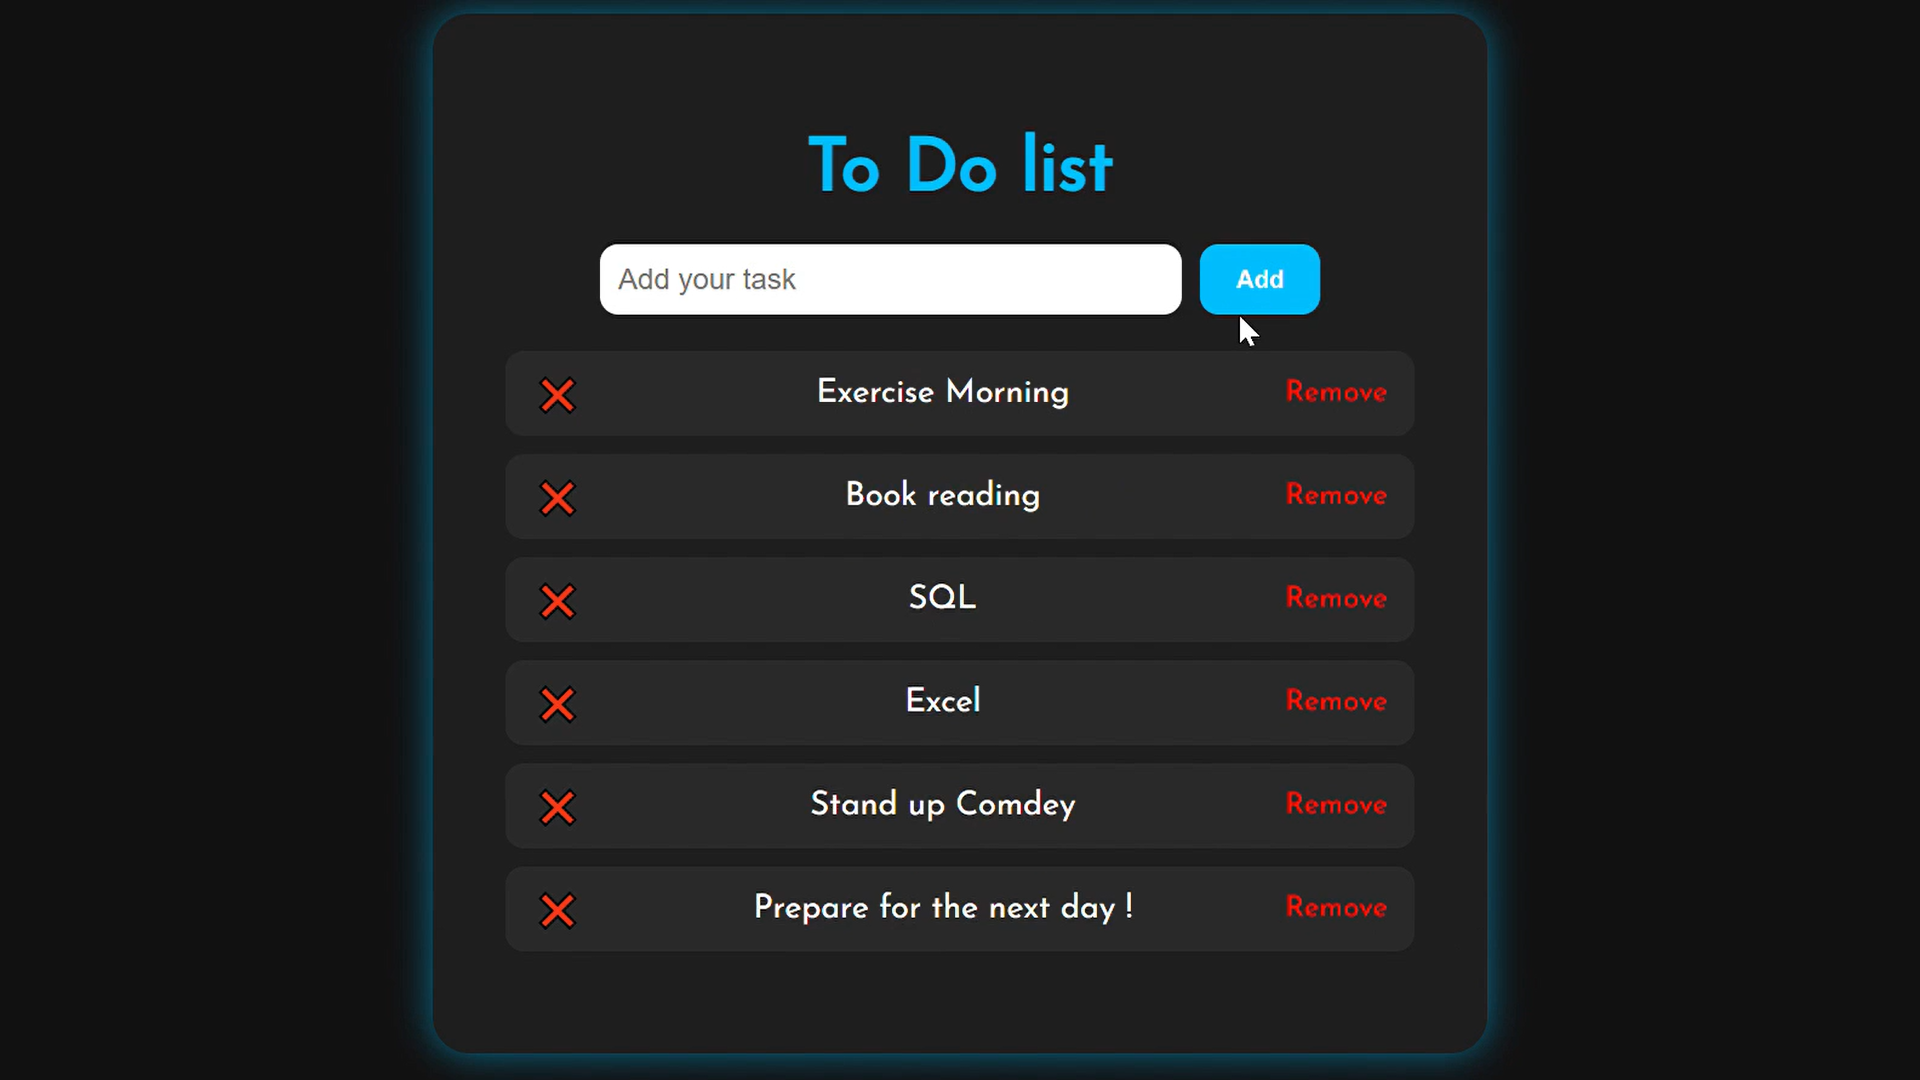 To Do list
Add your task Add
Exercise Morning Remove
Book reading Remove
SQL Remove
Excel Remove
Stand up Comdey Remove
Prepare for the next day ! Remove